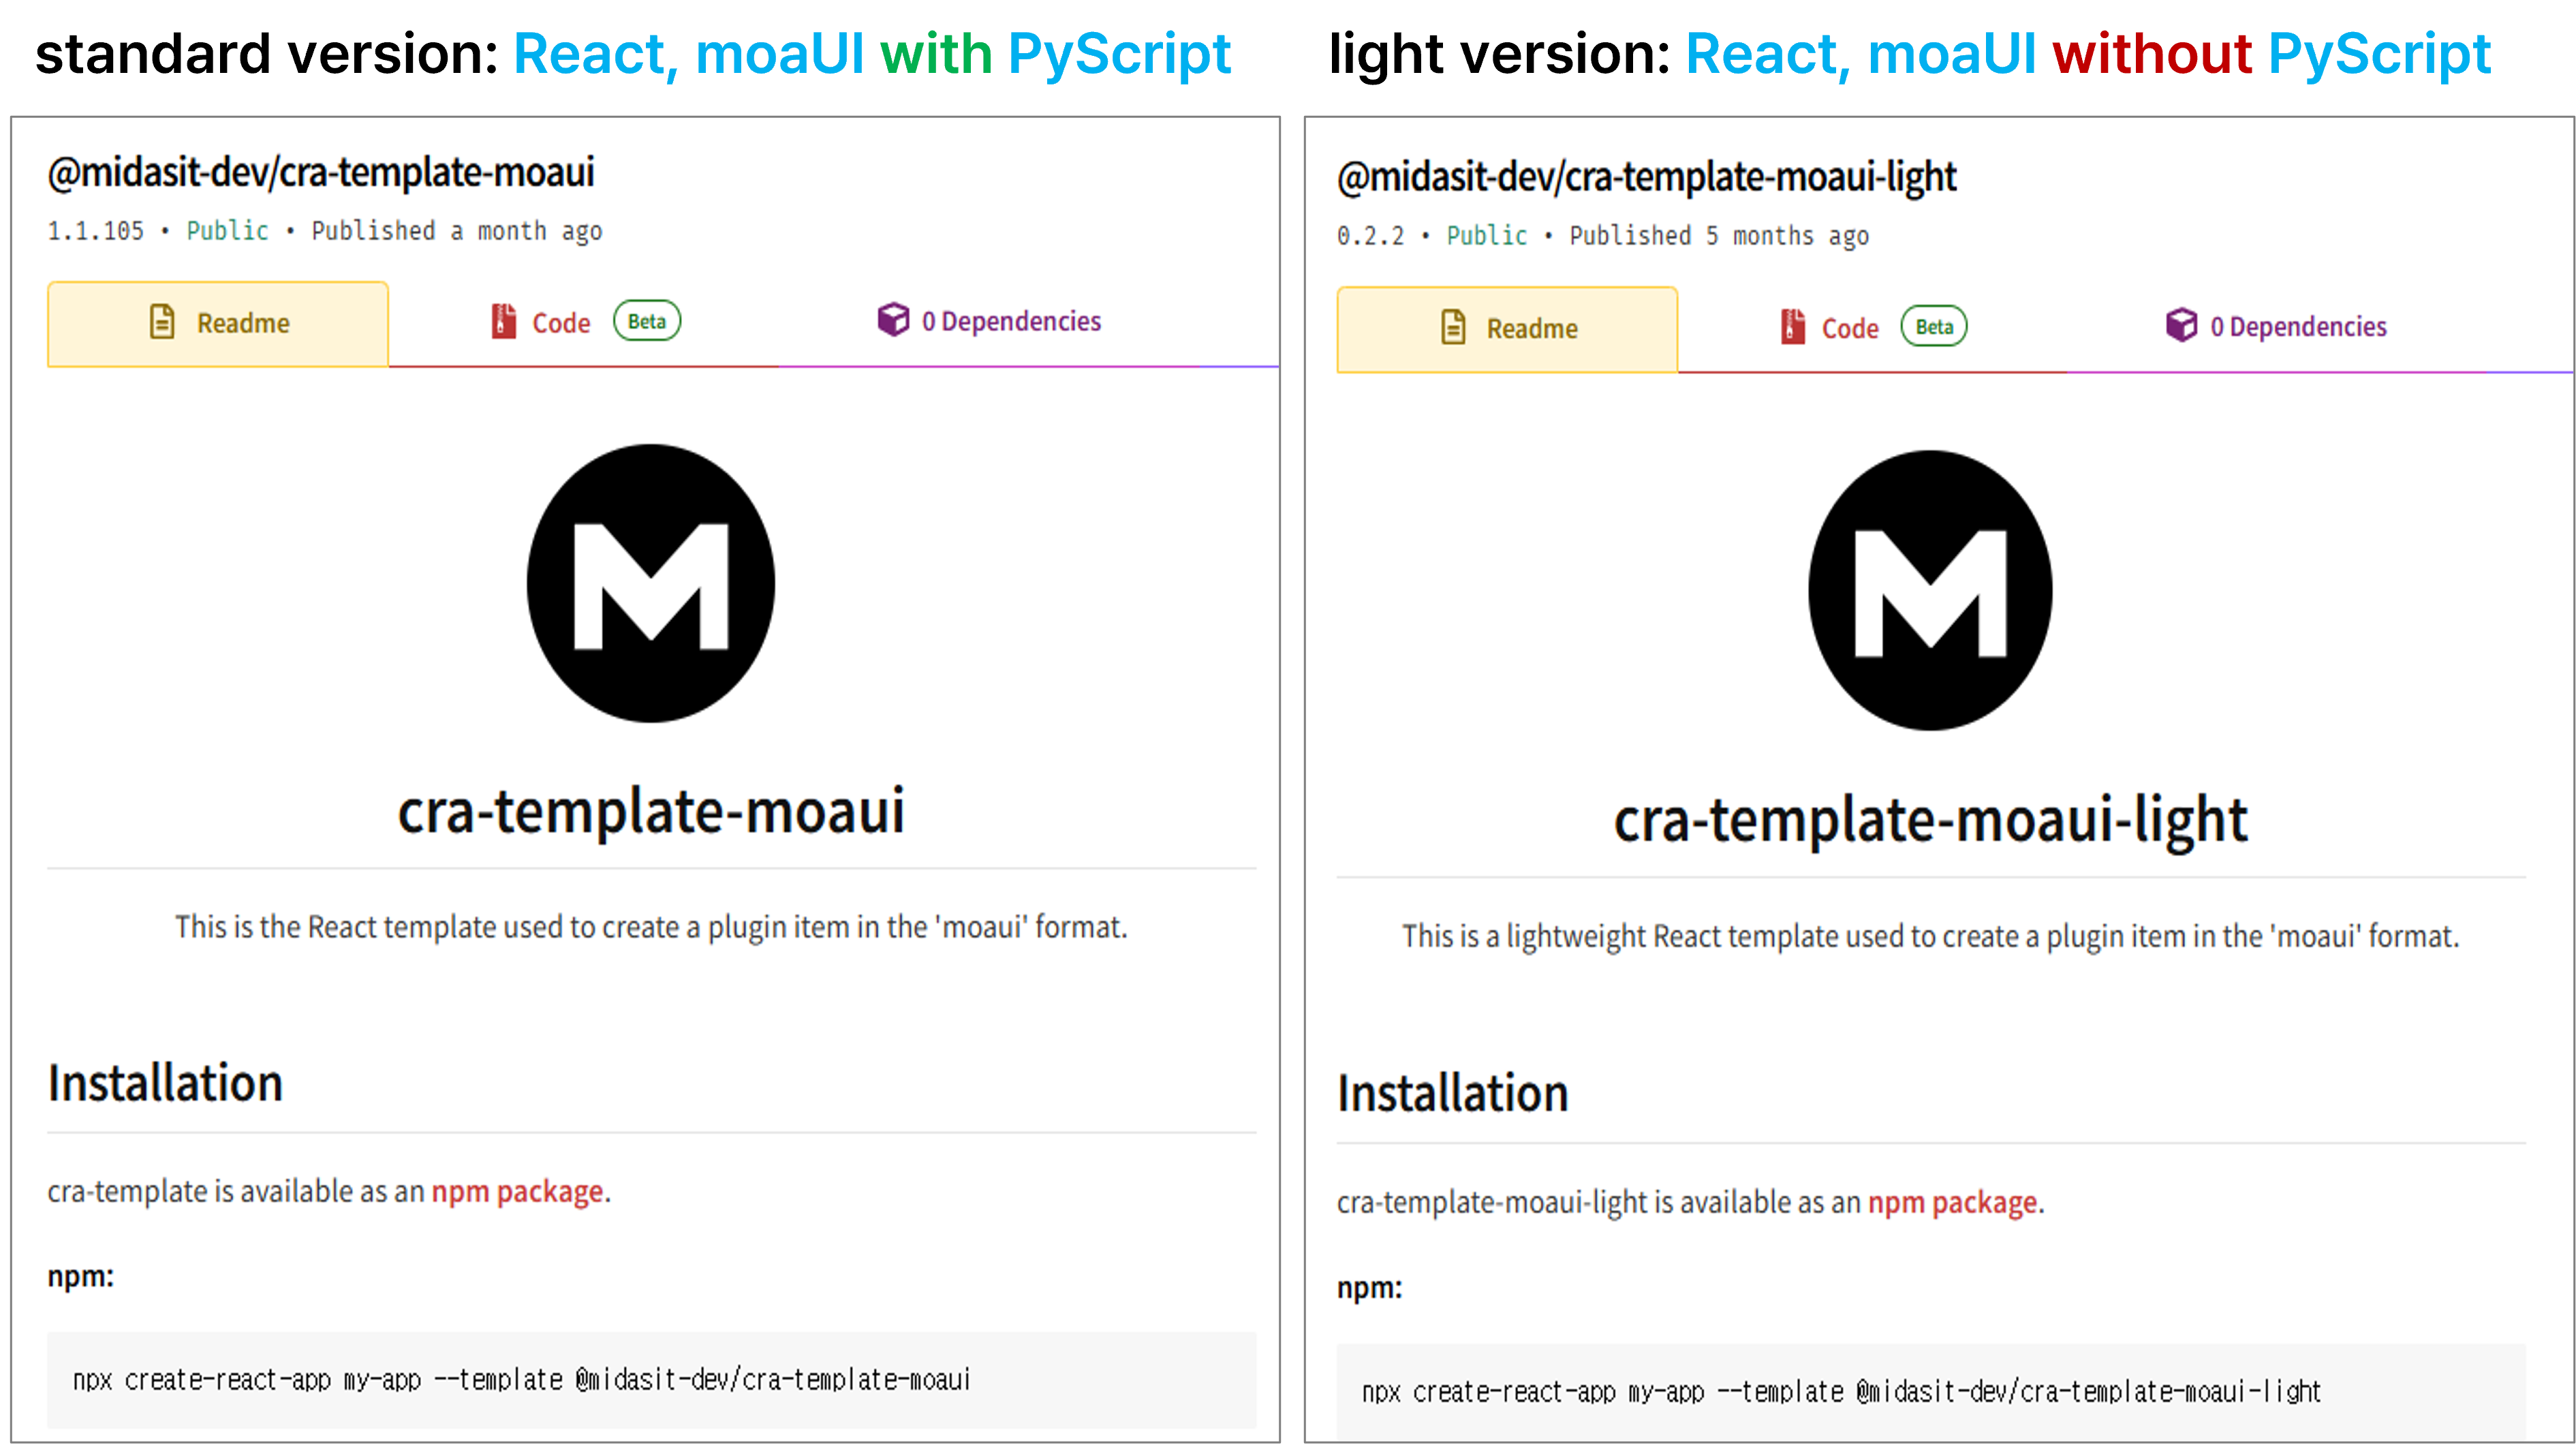 standard version: React, moaUI with PyScript
@midasit-dev/cra-template-moaui
1.1.105 • Public • Published a month ago
Readme
Code Beta
0 Dependencies
M
cra-template-moaui
This is the React template used to create a plugin item in the 'moaui' format.
Installation
cra-template is available as an npm package.
npm:
npx create-react-app my-app --template @midasit-dev/cra-template-moaui
light version: React, moaUI without PyScript
@midasit-dev/cra-template-moaui-light
0.2.2 • Public • Published 5 months ago
Readme
Code Beta
0 Dependencies
M
cra-template-moaui-light
This is a lightweight React template used to create a plugin item in the 'moaui' format.
Installation
cra-template-moaui-light is available as an npm package.
npm:
npx create-react-app my-app --template @midasit-dev/cra-template-moaui-light